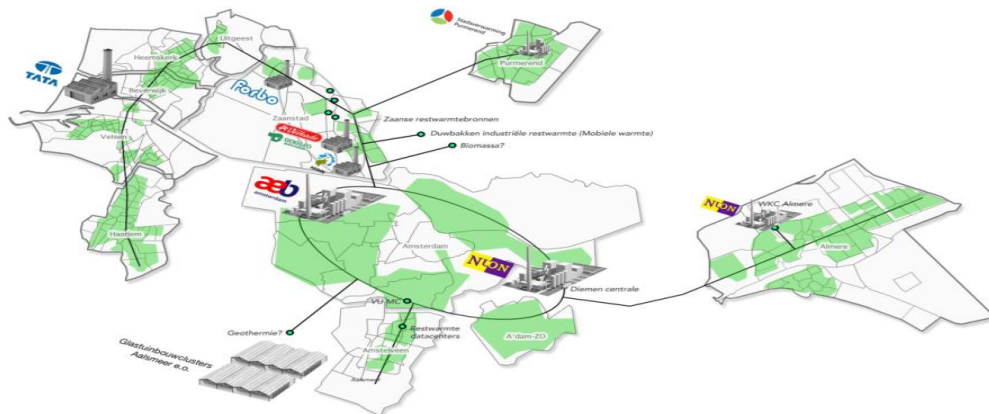 Stadsverwarming
Purmerend
Purmerend
Uitgeest
Heemskerk
TATA
Beverwijk
forbo
Zaanstad
Zaanse restwarmtebronnen
Duwbakken industriële restwarmte (Mobiele warmte)
Biomassa?
Velsen
Verkade
aeb
amsterdam
Haarlem
Amsterdam
NUON
Diemen centrale
NUON
WKC Almere
Almere
VU MC
Geothermie?
Restwarmte
datacenters
A'dam-ZO
Amstelveen
Glastuinbouwclusters
Aalsmeer e.o.